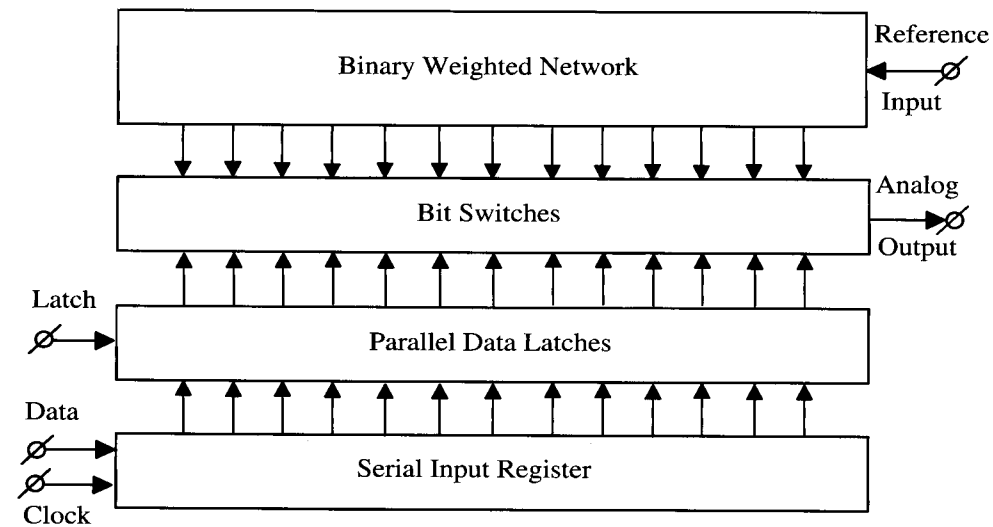 Reference
Binary Weighted Network
Input
Analog
Bit Switches
Output
Latch
Parallel Data Latches
Data
Serial Input Register
Clock